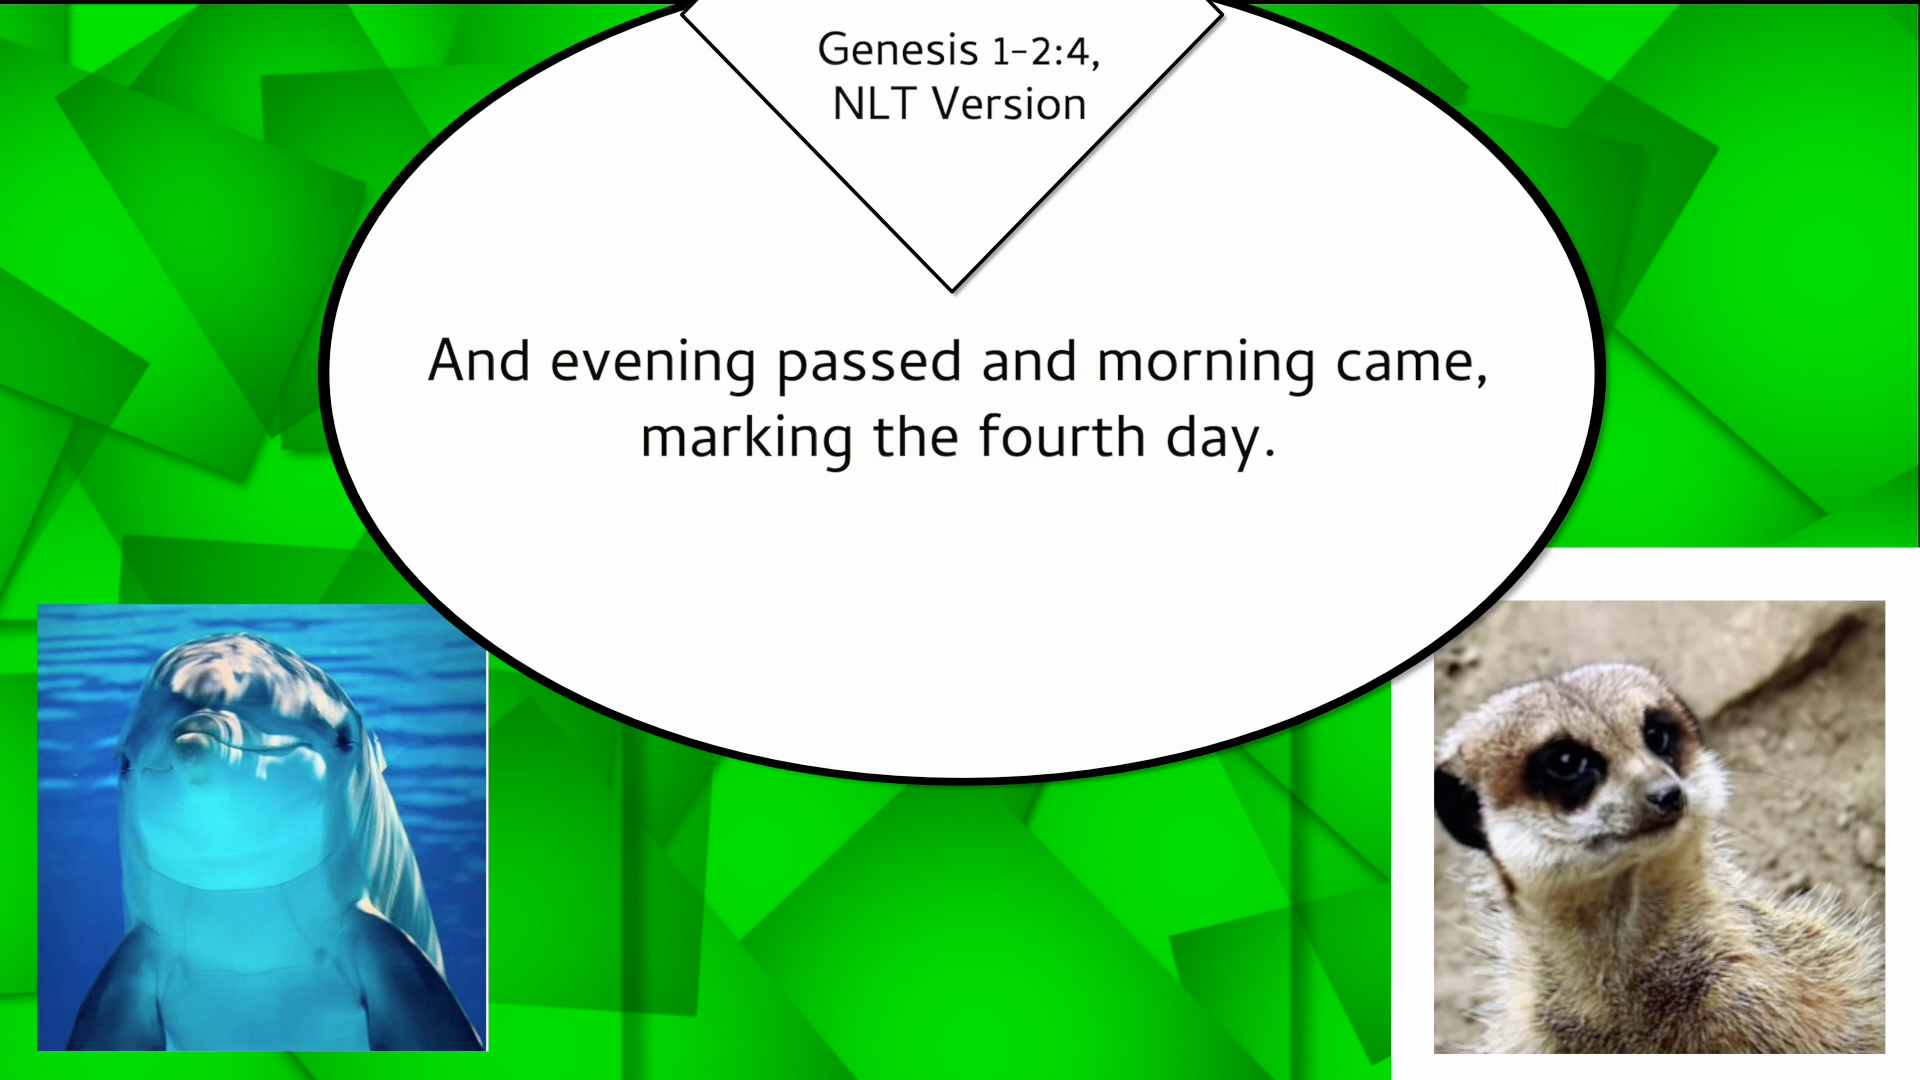 Genesis 1-2:4,
NLT Version
And evening passed and morning came,
marking the fourth day.